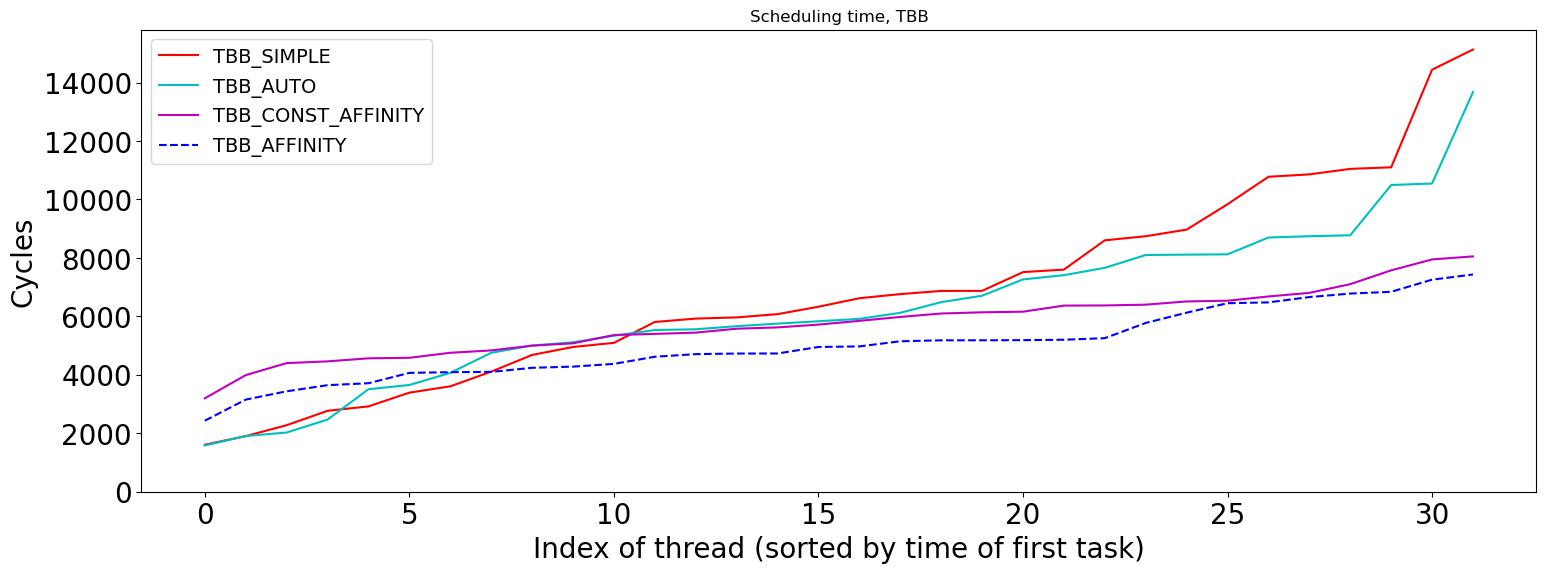 Scheduling time, TBB
TBB_SIMPLE
TBB_AUTO
TBB_CONST_AFFINITY
TBB_AFFINITY
Cycles
14000
12000
10000
8000
6000
4000
2000
0
0 5 10 15 20 25 30
Index of thread (sorted by time of first task)